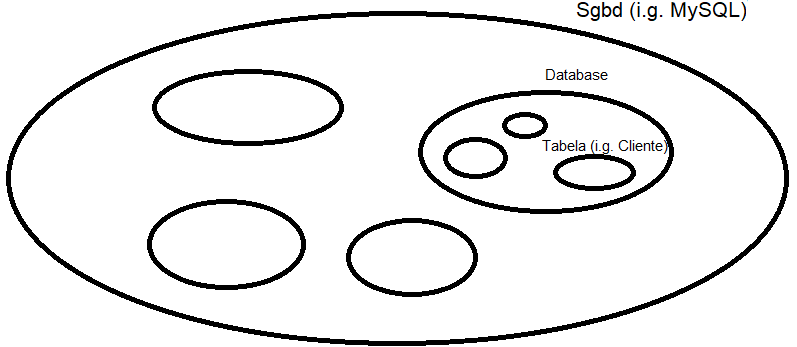 Sgbd (i.g. MySQL)
Database
Tabela (i.g. Cliente)